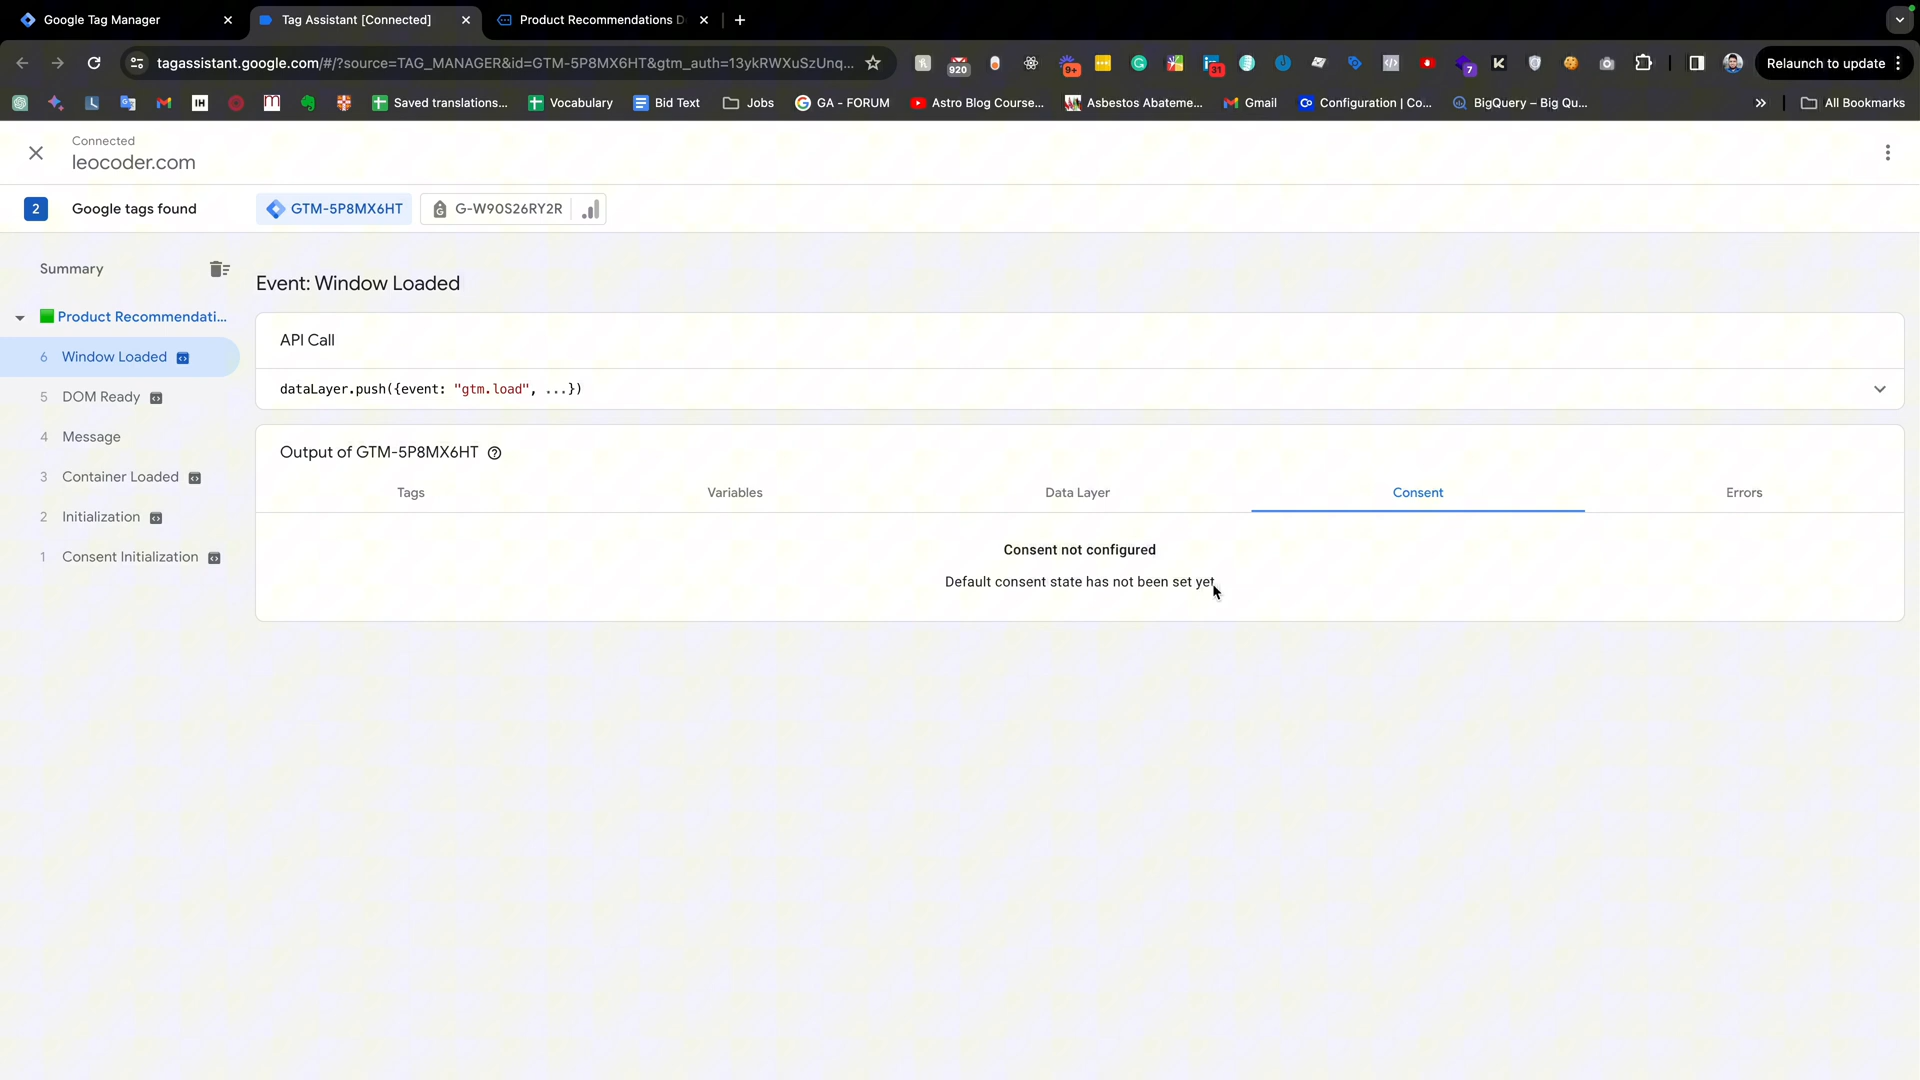 Google Tag Manager
Tag Assistant [Connected]
Product Recommendations D
tagassistant.google.com/#/?source=TAG_MANAGER&id=GTM-5P8MX6HT&gtm_auth=13ykRWXuSzUnq...
920
9+
31
7
Relaunch to update
Saved translations...
Vocabulary
Bid Text
Jobs
GA - FORUM
Astro Blog Course...
Asbestos Abateme...
Gmail
Configuration | Co...
BigQuery – Big Qu...
All Bookmarks
Connected
leocoder.com
2
Google tags found
GTM-5P8MX6HT
G-W90S26RY2R
Summary
Product Recommendati...
6 Window Loaded
5 DOM Ready
4 Message
3 Container Loaded
2 Initialization
1 Consent Initialization
Event: Window Loaded
API Call
dataLayer.push({event: "gtm.load", ...})
Output of GTM-5P8MX6HT
Tags
Variables
Data Layer
Consent
Errors
Consent not configured
Default consent state has not been set yet.